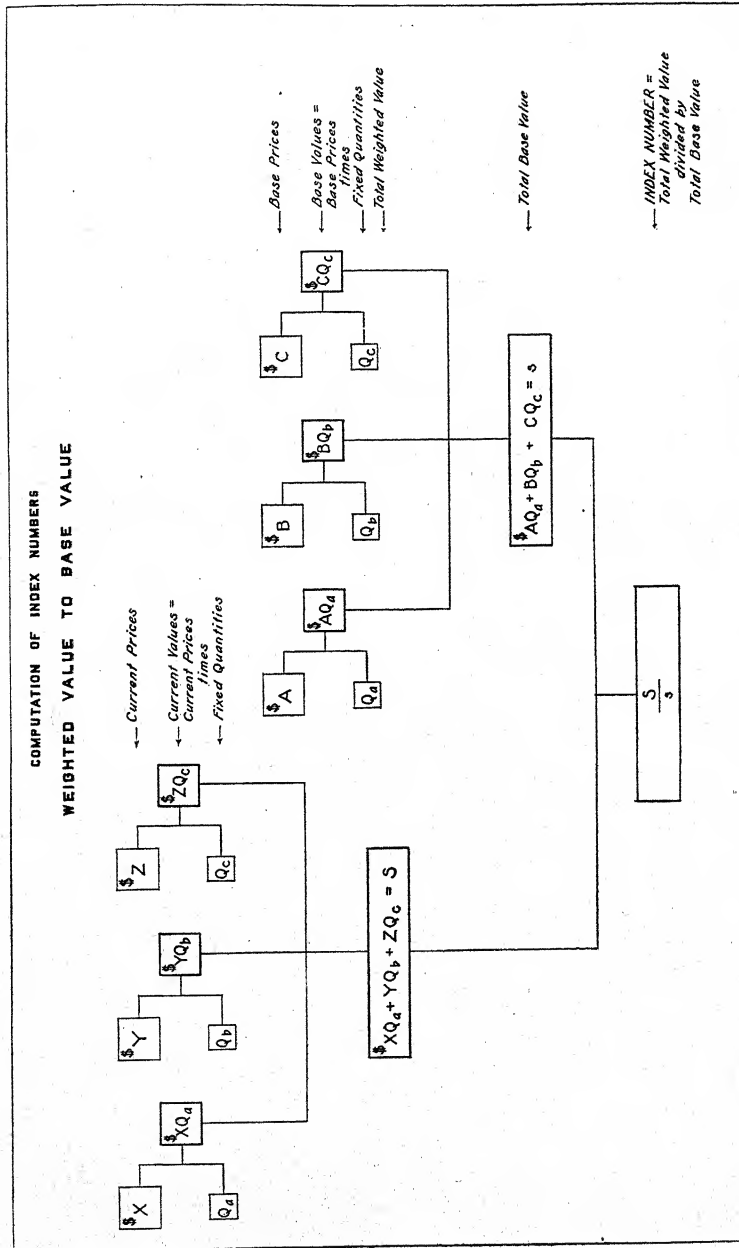 COMPUTATION OF INDEX NUMBERS
WEIGHTED VALUE TO BASE VALUE
$X
Qa
$XQa
$Y
Qb
$YQb
$Z
Qc
$ZQc
← Current Prices
← Current Values =
Current Prices
times
← Fixed Quantities
$XQa + YQb + ZQc = S
$A
Qa
$AQa
$B
Qb
$BQb
$C
Qc
$CQc
← Base Prices
← Base Values =
Base Prices
times
← Fixed Quantities
← Total Weighted Value
$AQa + BQb + CQc = s
← Total Base Value
S
s
← INDEX NUMBER =
Total Weighted Value
divided by
Total Base Value